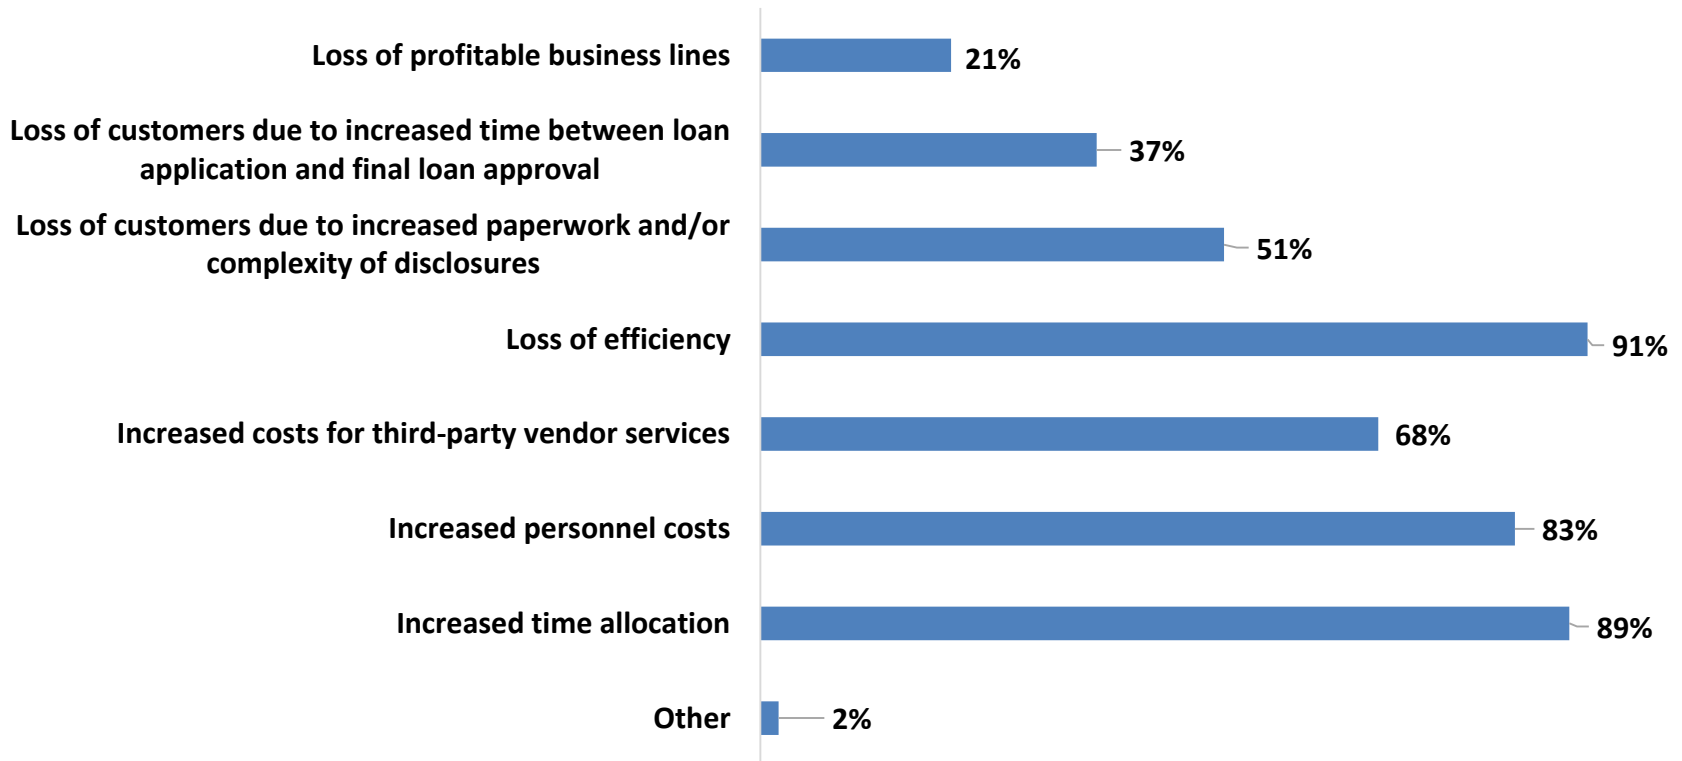 Loss of profitable business lines
21%
Loss of customers due to increased time between loan
application and final loan approval
37%
Loss of customers due to increased paperwork and/or
complexity of disclosures
51%
Loss of efficiency
91%
Increased costs for third-party vendor services
68%
Increased personnel costs
83%
Increased time allocation
89%
Other
2%